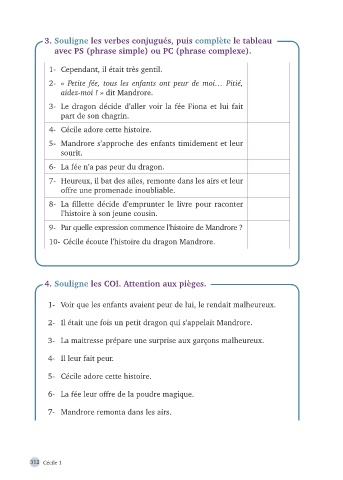 3. Souligne les verbes conjugués, puis complète le tableau
avec PS (phrase simple) ou PC (phrase complexe).
1- Cependant, il était très gentil.
2- « Petite fée, tous les enfants ont peur de moi… Pitié,
aidez-moi ! » dit Mandrore.
3- Le dragon décide d'aller voir la fée Fiona et lui fait
part de son chagrin.
4- Cécile adore cette histoire.
5- Mandrore s'approche des enfants timidement et leur
sourit.
6- La fée n'a pas peur du dragon.
7- Heureux, il bat des ailes, remonte dans les airs et leur
offre une promenade inoubliable.
8- La fillette décide d'emprunter le livre pour raconter
l'histoire à son jeune cousin.
9- Par quelle expression commence l'histoire de Mandrore ?
10- Cécile écoute l'histoire du dragon Mandrore.
4. Souligne les COI. Attention aux pièges.
1- Voir que les enfants avaient peur de lui, le rendait malheureux.
2- Il était une fois un petit dragon qui s'appelait Mandrore.
3- La maitresse prépare une surprise aux garçons malheureux.
4- Il leur fait peur.
5- Cécile adore cette histoire.
6- La fée leur offre de la poudre magique.
7- Mandrore remonta dans les airs.
312 Cécile 1